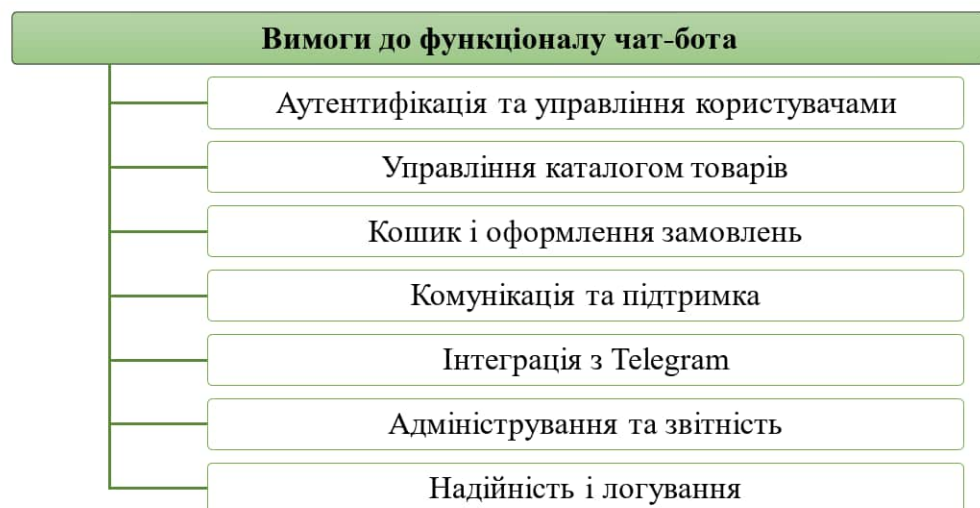 Вимоги до функціоналу чат-бота
Аутентифікація та управління користувачами
Управління каталогом товарів
Кошик і оформлення замовлень
Комунікація та підтримка
Інтеграція з Telegram
Адміністрування та звітність
Надійність і логування